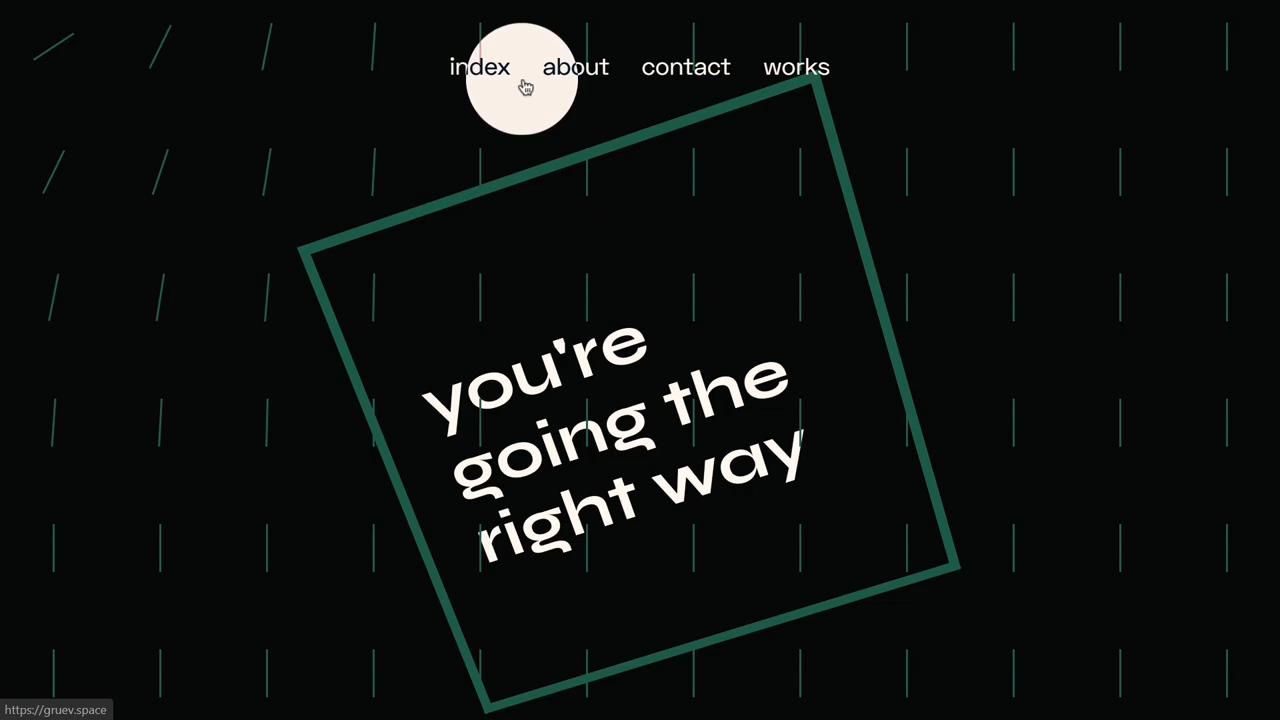 index about contact works
you're
going the
right way
https://gruev.space